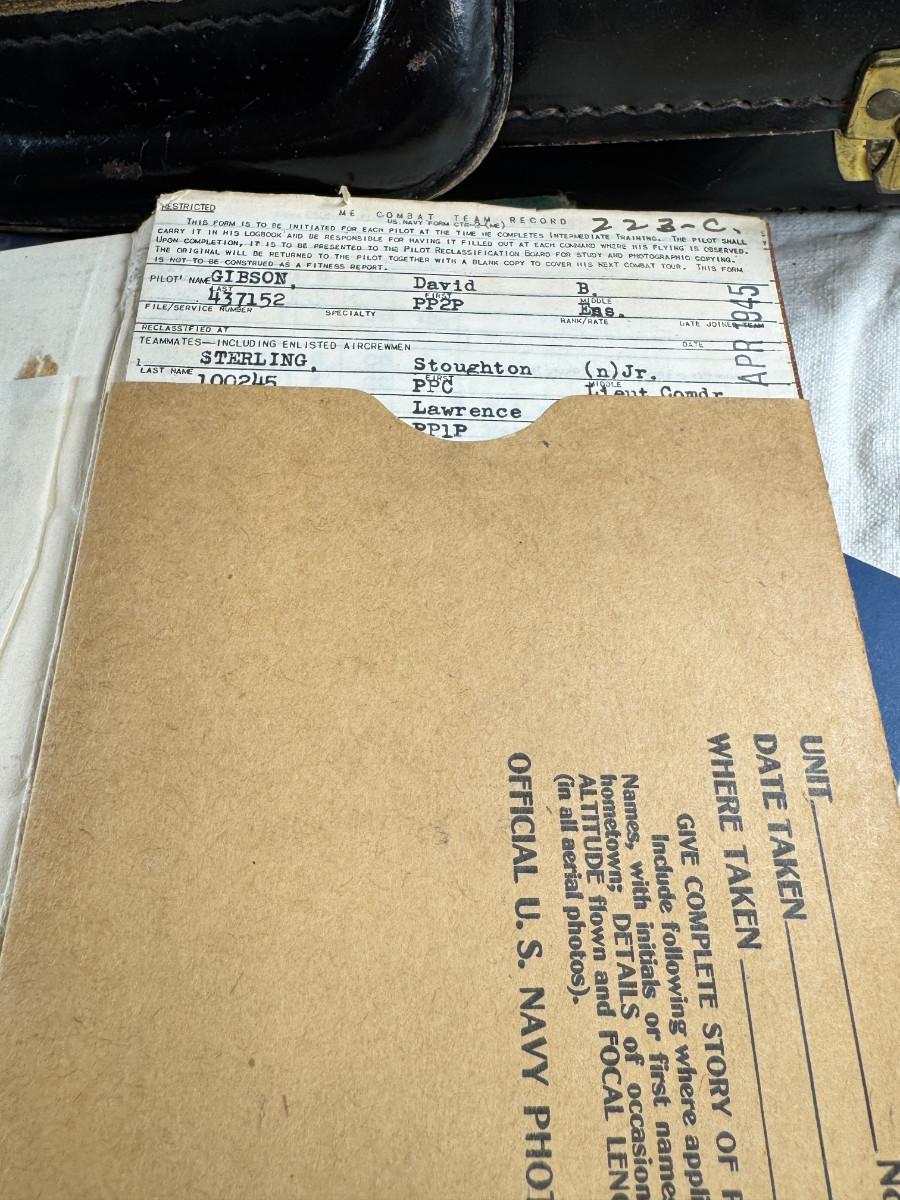 RESTRICTED
ME COMBAT TEAM RECORD
223-C.
THIS FORM IS TO BE INITIATED FOR EACH PILOT AT THE TIME HE COMPLETES INTERMEDIATE TRAINING. THE PILOT SHALL
CARRY IT IN HIS LOGBOOK AND BE RESPONSIBLE FOR HAVING IT FILLED OUT AT EACH COMMAND WHERE HIS FLYING IS OBSERVED.
UPON COMPLETION, IT IS TO BE PRESENTED TO THE PILOT RECLASSIFICATION BOARD FOR STUDY AND PHOTOGRAPHIC COPYING.
THE ORIGINAL WILL BE RETURNED TO THE PILOT TOGETHER WITH A BLANK COPY TO COVER HIS NEXT COMBAT TOUR. THIS FORM
IS NOT TO BE CONSTRUED AS A FITNESS REPORT.
PILOT' NAME GIBSON, David B.
LAST FIRST MIDDLE
437152 PP2P Ens.
FILE/SERVICE NUMBER SPECIALTY RANK/RATE DATE JOINED TEAM
APR 1945
RECLASSIFIED AT DATE
TEAMMATES—INCLUDING ENLISTED AIRCREWMEN
1 STERLING, Stoughton (n)Jr.
LAST NAME FIRST MIDDLE
100245 PPC Lieut Comdr
Lawrence
PP1P
UNIT
DATE TAKEN
WHERE TAKEN
GIVE COMPLETE STORY OF
Include following where
Names, with initials or first
hometown; DETAILS of occasion
ALTITUDE flown and FOCAL
(in all aerial photos).
OFFICIAL U. S. NAVY